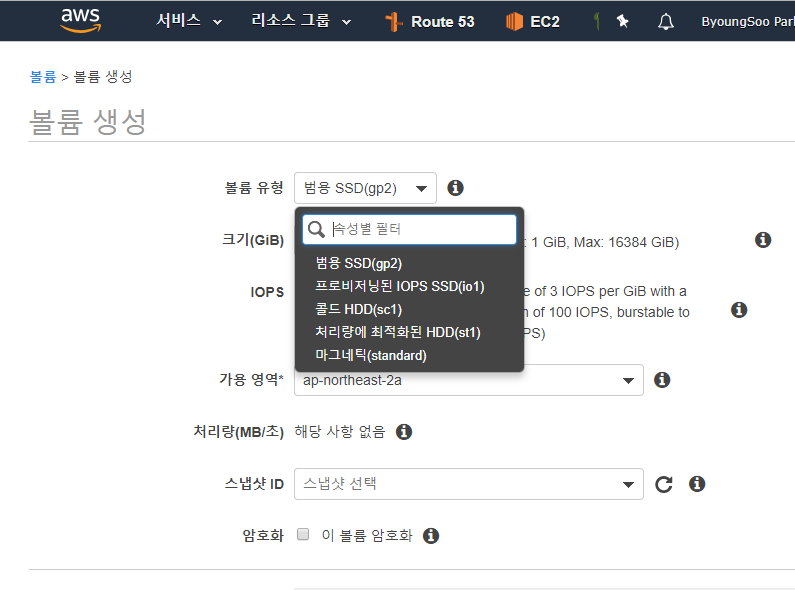 aws 서비스 리소스 그룹 Route 53 EC2 ByoungSoo Par
볼륨 > 볼륨 생성
볼륨 생성
볼륨 유형 범용 SSD(gp2)
속성별 필터
크기(GiB) : 1 GiB, Max: 16384 GiB)
범용 SSD(gp2)
프로비저닝된 IOPS SSD(io1)
콜드 HDD(sc1)
처리량에 최적화된 HDD(st1)
마그네틱(standard)
IOPS e of 3 IOPS per GiB with a
n of 100 IOPS, burstable to
PS)
가용 영역* ap-northeast-2a
처리량(MB/초) 해당 사항 없음
스냅샷 ID 스냅샷 선택
암호화 이 볼륨 암호화